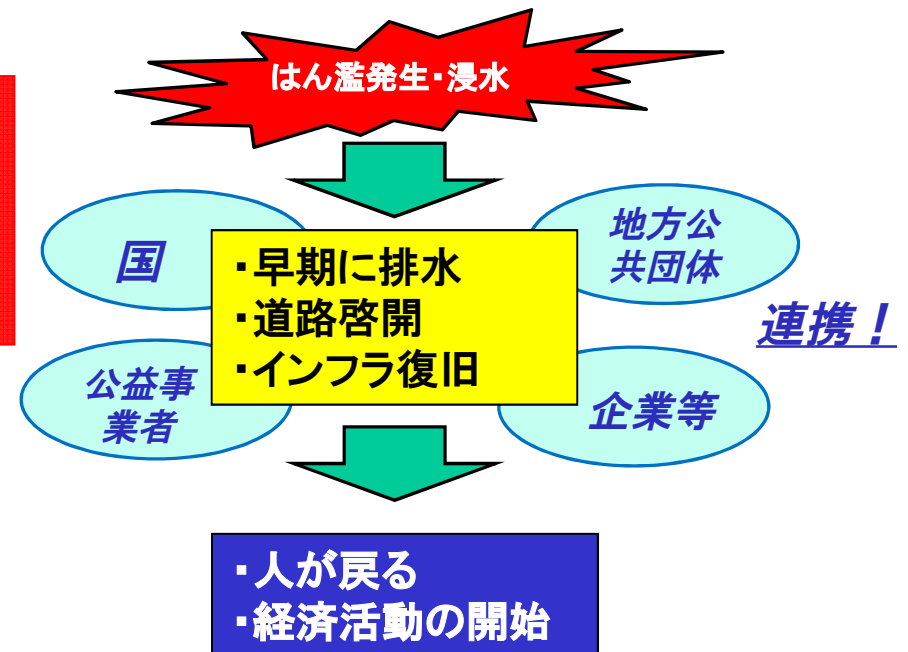 はん濫発生・浸水
国
地方公
共団体
・早期に排水
・道路啓開
・インフラ復旧
連携!
公益事
業者
企業等
・人が戻る
・経済活動の開始